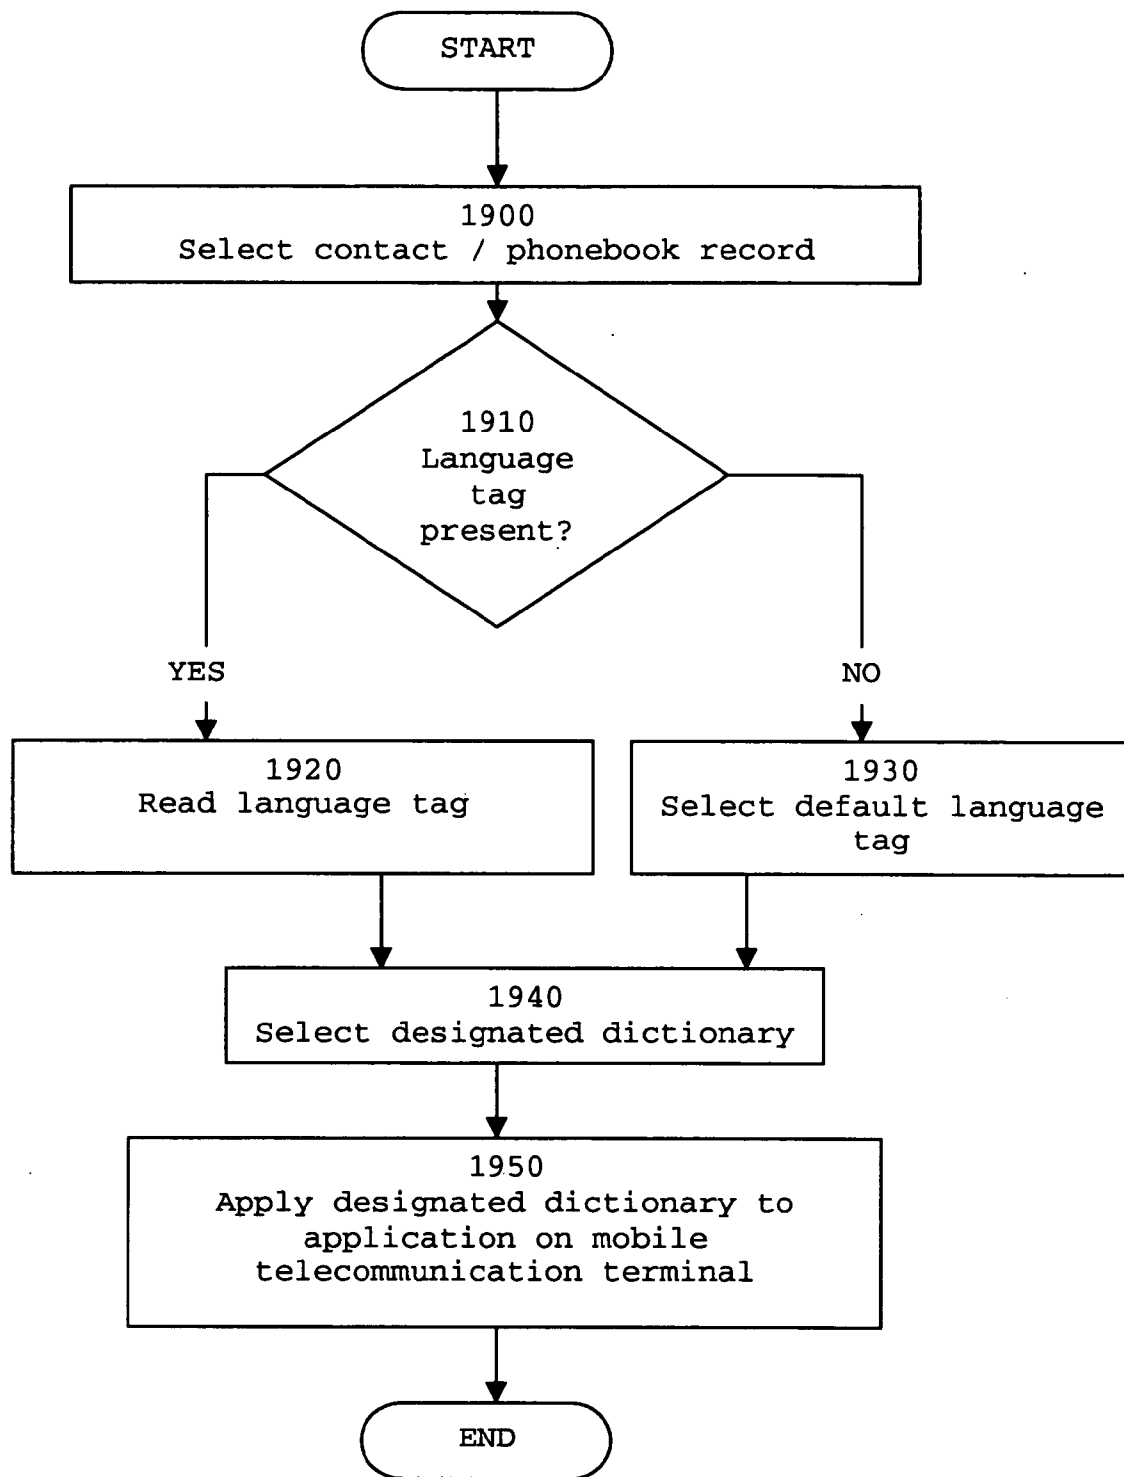 START
1900
Select contact / phonebook record
1910
Language
tag
present?
YES
NO
1920
Read language tag
1930
Select default language
tag
1940
Select designated dictionary
1950
Apply designated dictionary to
application on mobile
telecommunication terminal
END